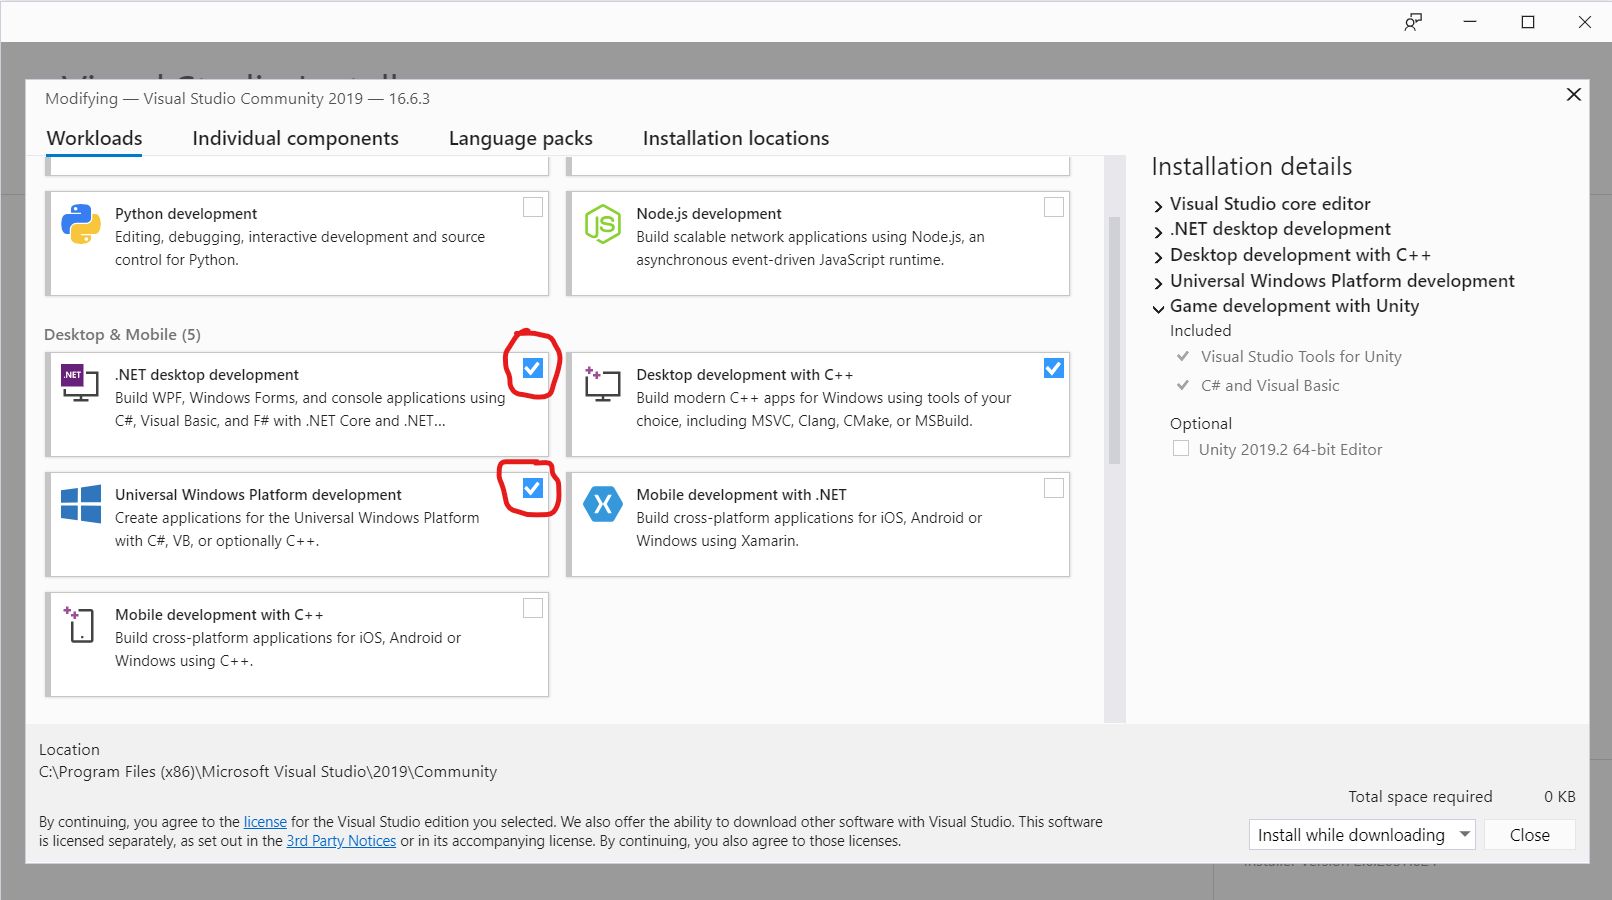 Modifying — Visual Studio Community 2019 — 16.6.3
Workloads
Individual components
Language packs
Installation locations
Python development
Editing, debugging, interactive development and source
control for Python.
Node.js development
Build scalable network applications using Node.js, an
asynchronous event-driven JavaScript runtime.
Desktop & Mobile (5)
.NET
.NET desktop development
Build WPF, Windows Forms, and console applications using
C#, Visual Basic, and F# with .NET Core and .NET...
Desktop development with C++
Build modern C++ apps for Windows using tools of your
choice, including MSVC, Clang, CMake, or MSBuild.
Universal Windows Platform development
Create applications for the Universal Windows Platform
with C#, VB, or optionally C++.
Mobile development with .NET
Build cross-platform applications for iOS, Android or
Windows using Xamarin.
Mobile development with C++
Build cross-platform applications for iOS, Android or
Windows using C++.
Installation details
Visual Studio core editor
.NET desktop development
Desktop development with C++
Universal Windows Platform development
Game development with Unity
Included
Visual Studio Tools for Unity
C# and Visual Basic
Optional
Unity 2019.2 64-bit Editor
Location
C:\Program Files (x86)\Microsoft Visual Studio\2019\Community
Total space required 0 KB
By continuing, you agree to the license for the Visual Studio edition you selected. We also offer the ability to download other software with Visual Studio. This software
is licensed separately, as set out in the 3rd Party Notices or in its accompanying license. By continuing, you also agree to those licenses.
Install while downloading
Close